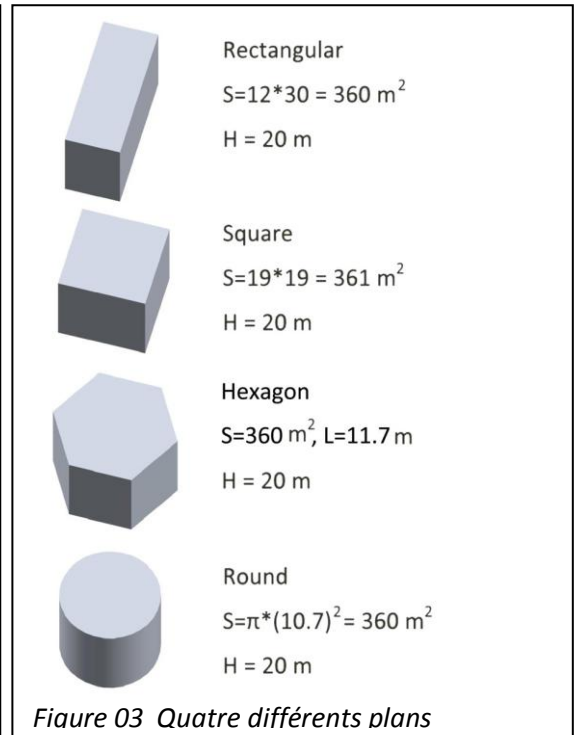 Rectangular
S=12*30 = 360 m²
H = 20 m
Square
S=19*19 = 361 m²
H = 20 m
Hexagon
S=360 m², L=11.7 m
H = 20 m
Round
S=π*(10.7)²= 360 m²
H = 20 m
Figure 03 Quatre différents plans